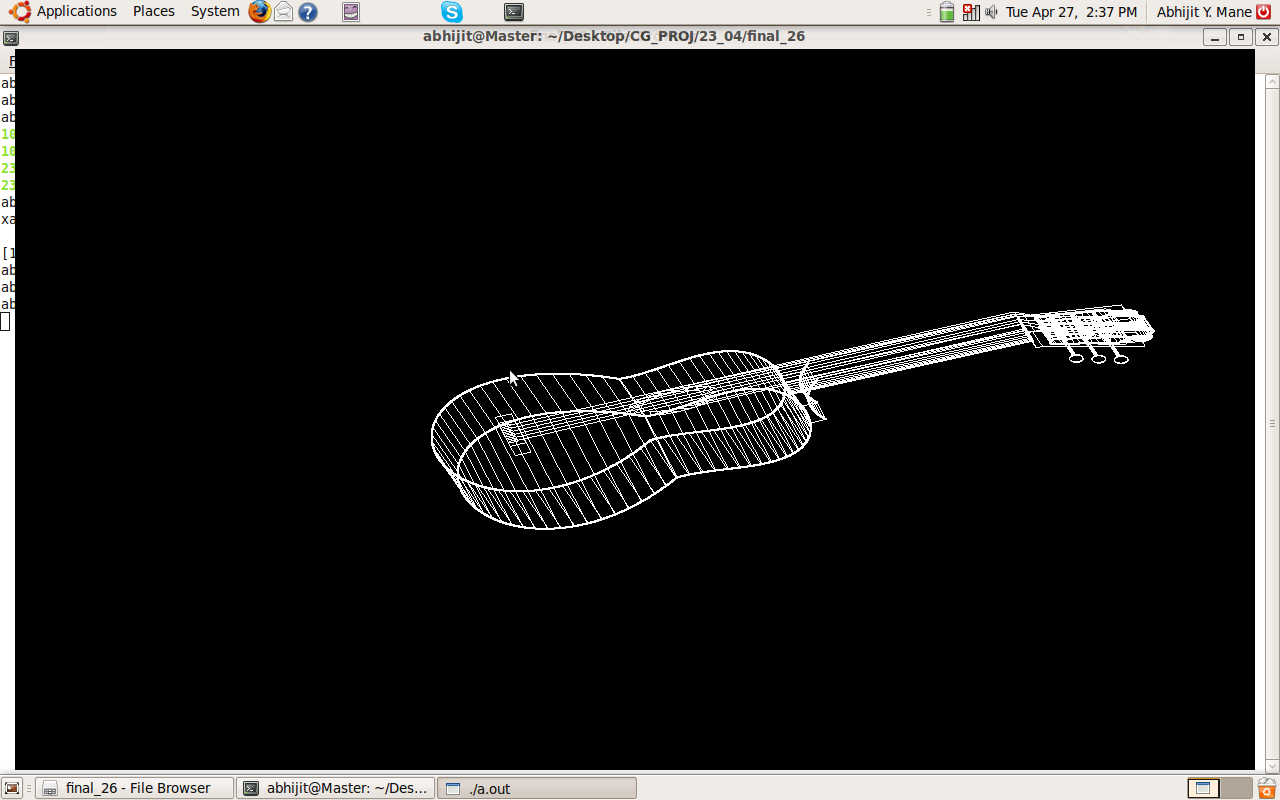 Applications Places System Tue Apr 27, 2:37 PM Abhijit Y. Mane
abhijit@Master: ~/Desktop/CG_PROJ/23_04/final_26
F
ab
ab
ab
10
10
23
23
ab
xa
[1
ab
ab
ab
final_26 - File Browser abhijit@Master: ~/Des... ./a.out